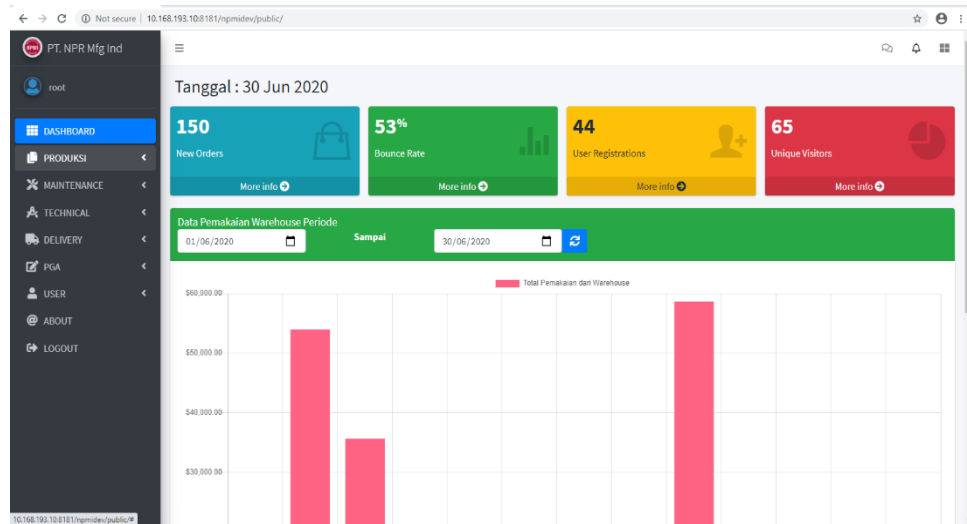 Not secure | 10.168.193.10:8181/npmidev/public/
NPMI PT. NPR Mfg Ind
root
DASHBOARD
PRODUKSI
MAINTENANCE
TECHNICAL
DELIVERY
PGA
USER
@ ABOUT
LOGOUT
Tanggal : 30 Jun 2020
150
New Orders
More info
53%
Bounce Rate
More info
44
User Registrations
More info
65
Unique Visitors
More info
Data Pemakaian Warehouse Periode
01/06/2020 Sampai 30/06/2020
Total Pemakaian dari Warehouse
$60,000.00
$50,000.00
$40,000.00
$30,000.00
10.168.193.10:8181/npmidev/public/#